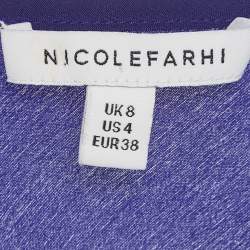 NICOLEFARHI
UK 8
US 4
EUR 38